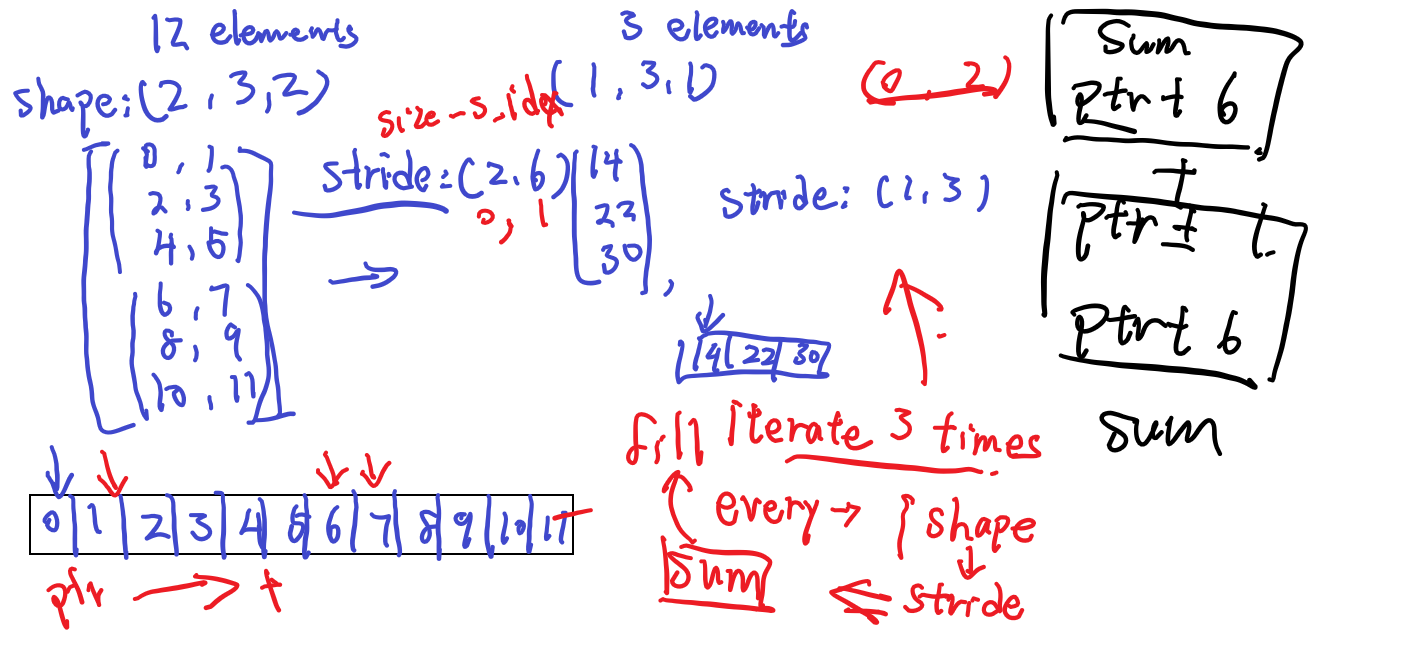 12 elements
3 elements
shape: (2, 3, 2)
(1, 3, 1)
(0, 2)
size-s, idex
stride: (2, 6)
0, 1
stride: (1, 3)
0, 1
2, 3
4, 5
6, 7
8, 9
10, 11
14
22
30
,
14 22 30
sum
ptr + 6
+
ptr + 1.
ptr + 6
sum
fill iterate 3 times
every → shape
stride
sum
0 1 2 3 4 5 6 7 8 9 10 11
ptr → +